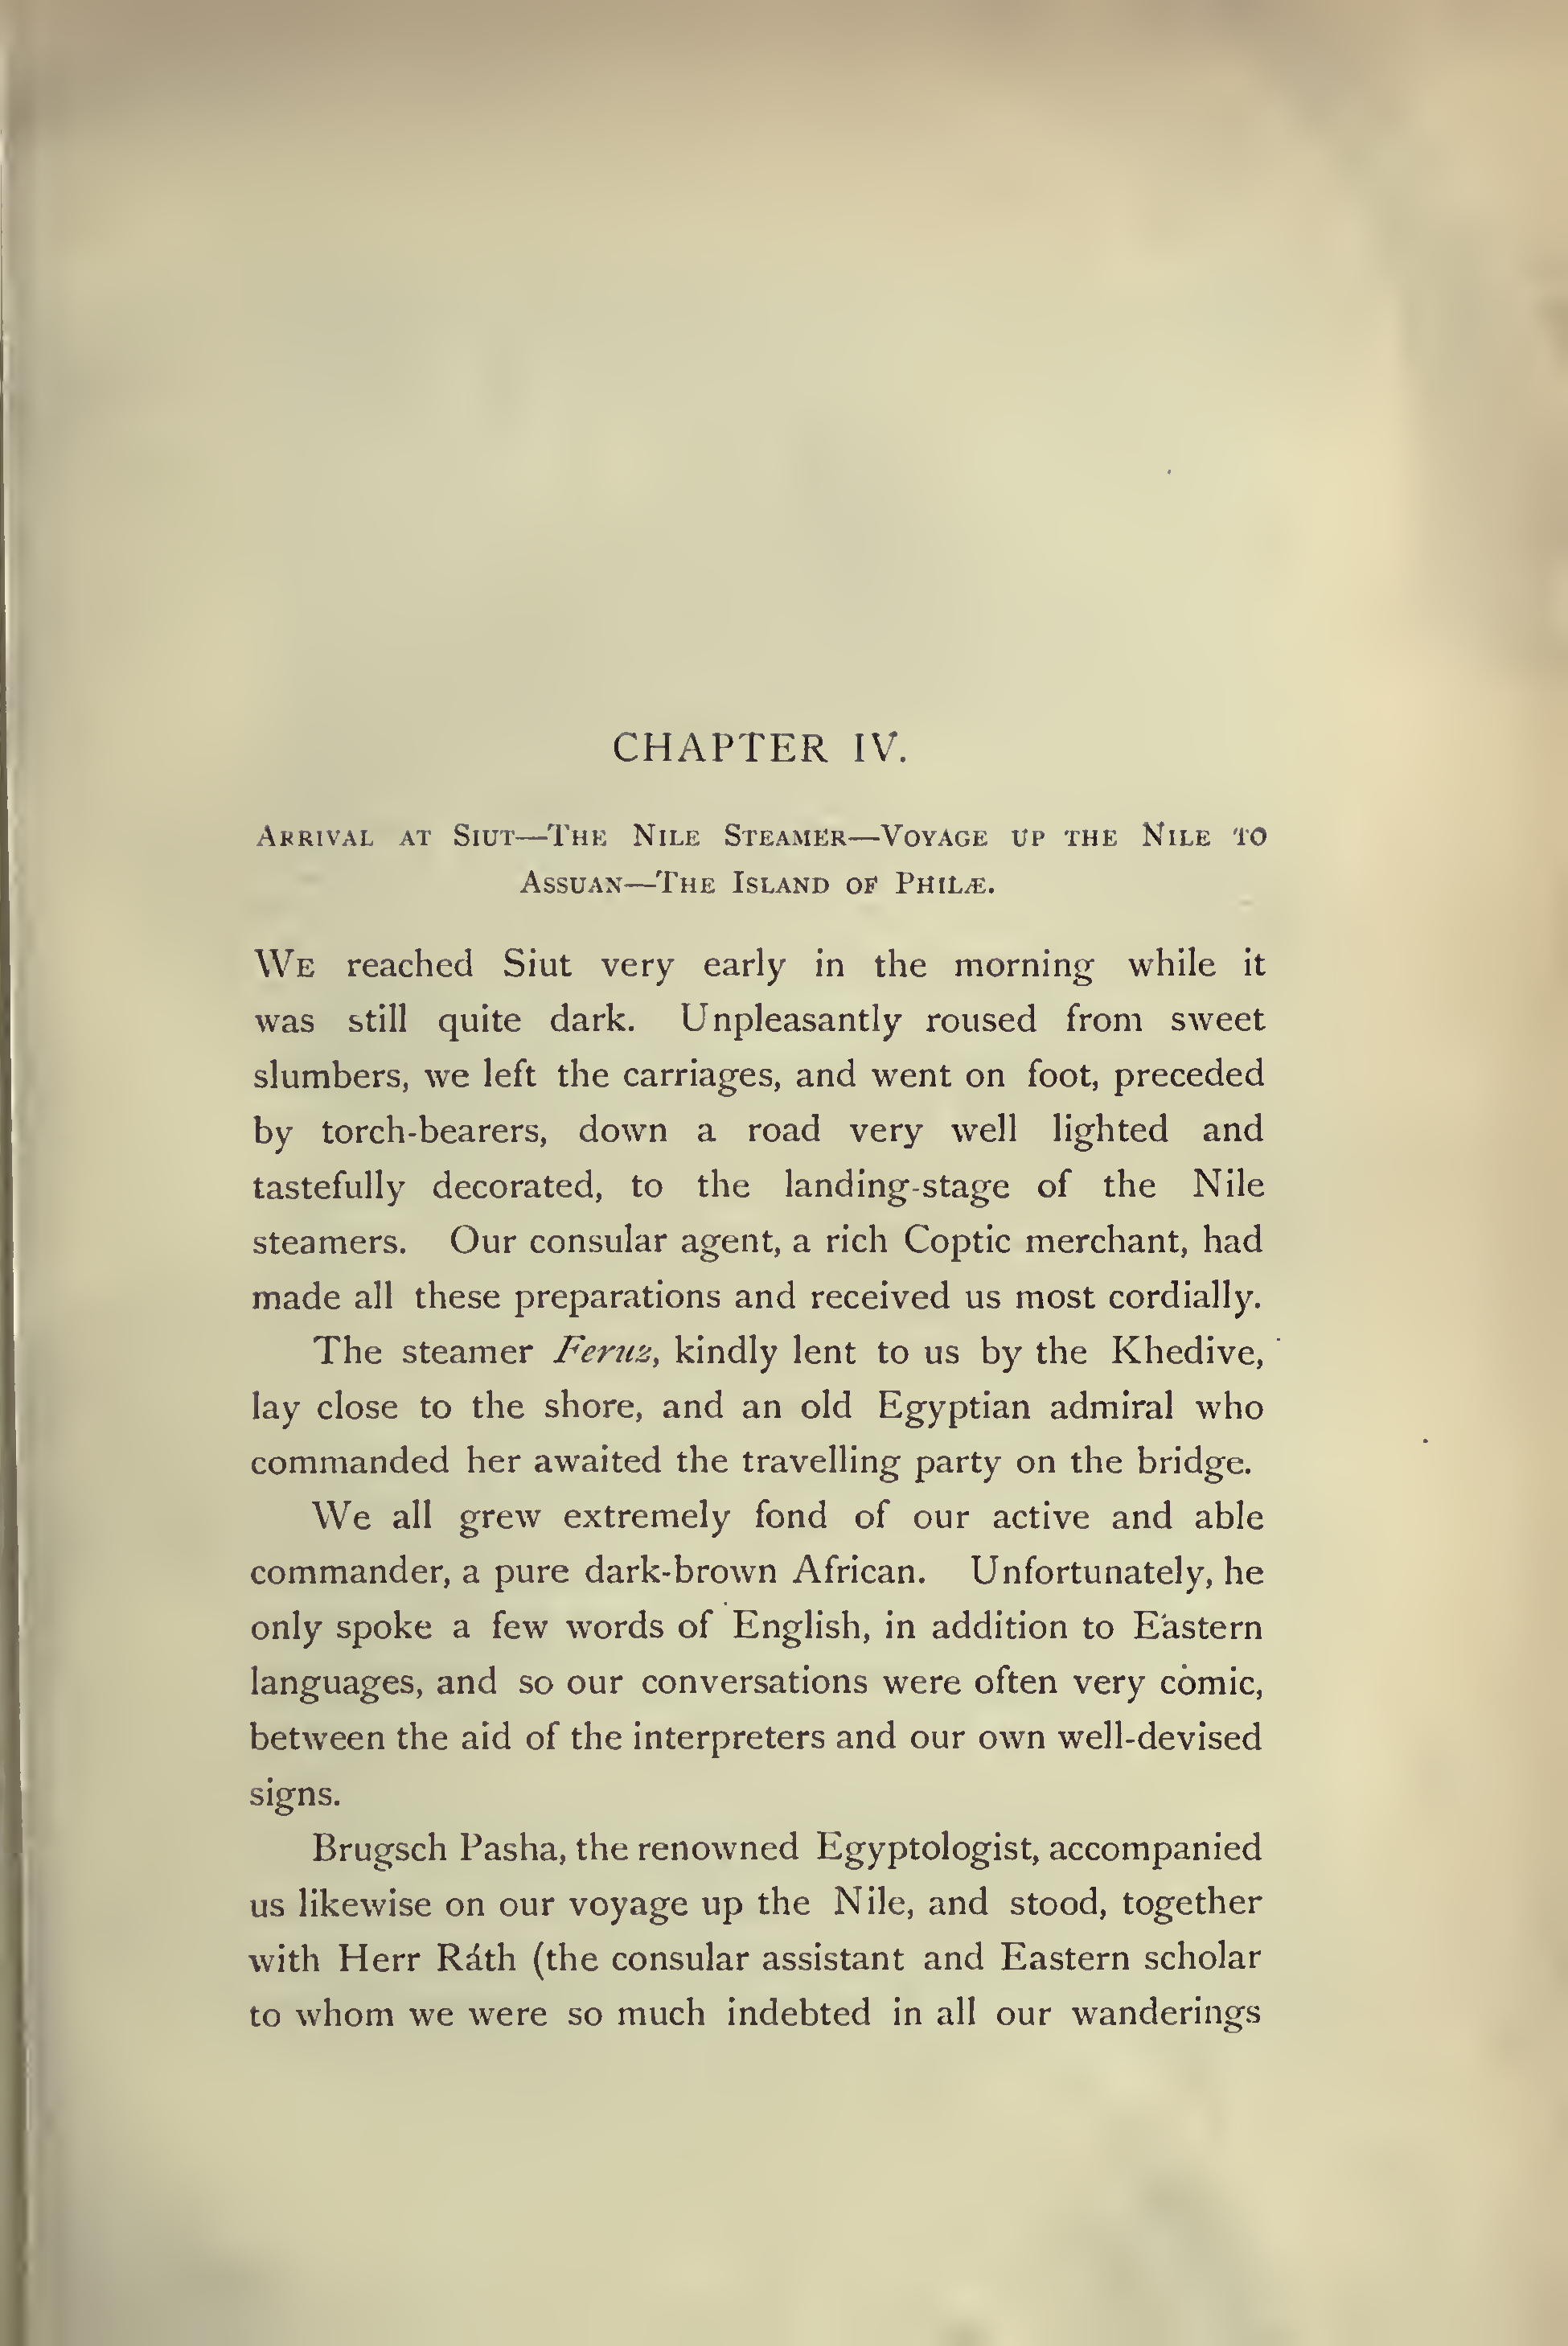 CHAPTER IV.
ARRIVAL AT SIUT—THE NILE STEAMER—VOYAGE UP THE NILE TO
ASSUAN—THE ISLAND OF PHILÆ.
WE reached Siut very early in the morning while it
was still quite dark. Unpleasantly roused from sweet
slumbers, we left the carriages, and went on foot, preceded
by torch-bearers, down a road very well lighted and
tastefully decorated, to the landing-stage of the Nile
steamers. Our consular agent, a rich Coptic merchant, had
made all these preparations and received us most cordially.
The steamer Feruz, kindly lent to us by the Khedive,
lay close to the shore, and an old Egyptian admiral who
commanded her awaited the travelling party on the bridge.
We all grew extremely fond of our active and able
commander, a pure dark-brown African. Unfortunately, he
only spoke a few words of English, in addition to Eastern
languages, and so our conversations were often very comic,
between the aid of the interpreters and our own well-devised
signs.
Brugsch Pasha, the renowned Egyptologist, accompanied
us likewise on our voyage up the Nile, and stood, together
with Herr Ráth (the consular assistant and Eastern scholar
to whom we were so much indebted in all our wanderings